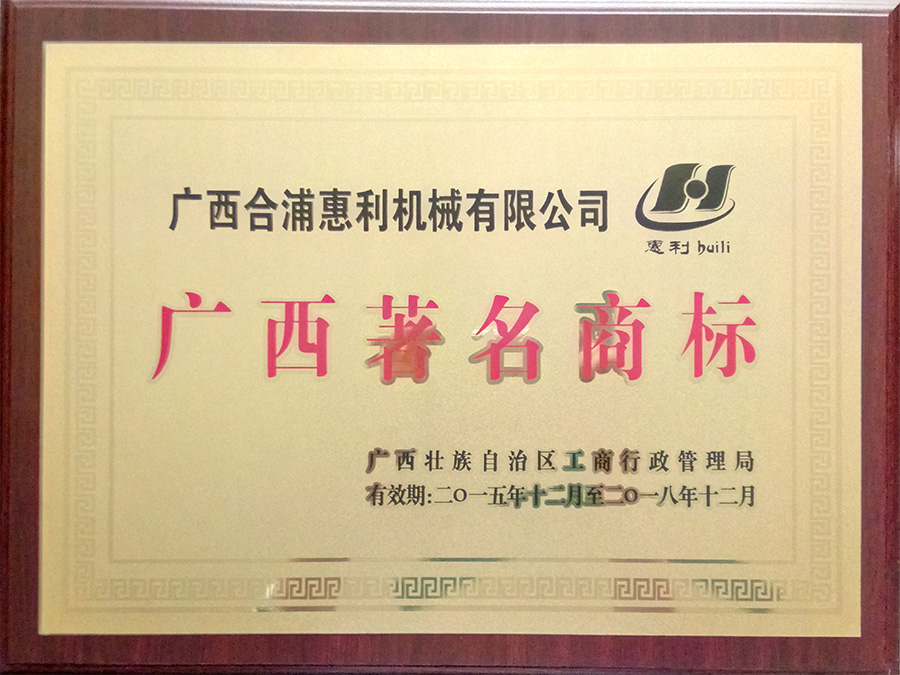 广西合浦惠利机械有限公司
惠利 huili
广西著名商标
广西壮族自治区工商行政管理局
有效期:二〇一五年十二月至二〇一八年十二月